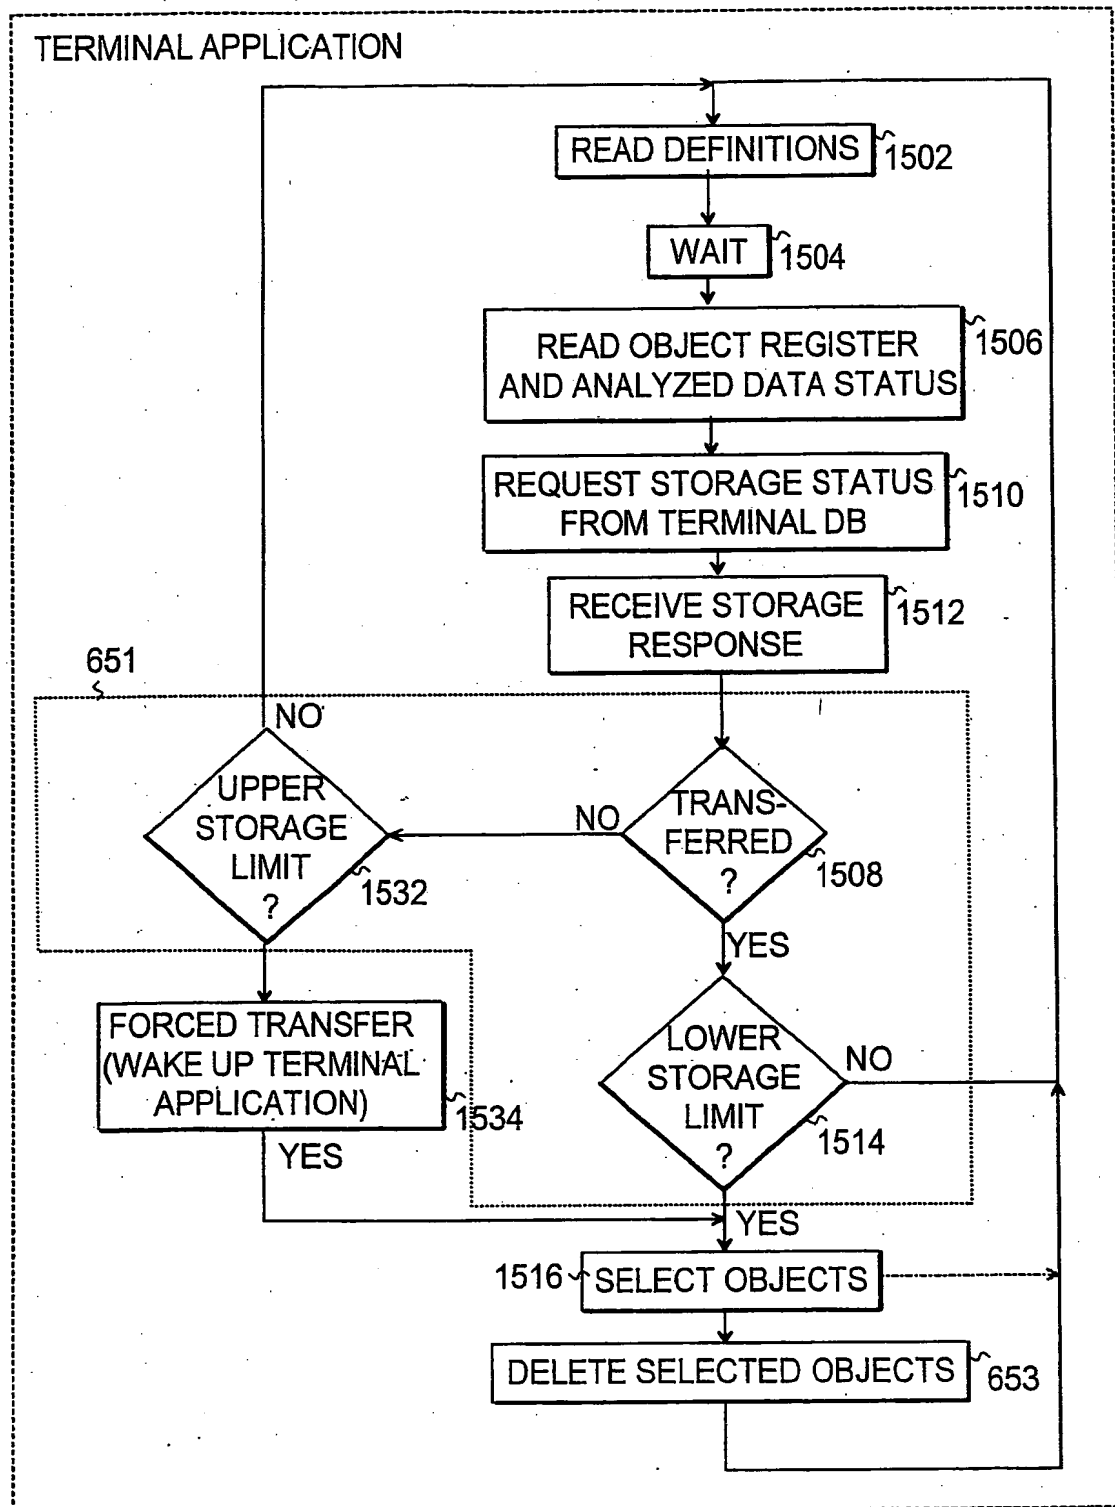 TERMINAL APPLICATION
READ DEFINITIONS
1502
WAIT
1504
READ OBJECT REGISTER
AND ANALYZED DATA STATUS
1506
REQUEST STORAGE STATUS
FROM TERMINAL DB
1510
RECEIVE STORAGE
RESPONSE
1512
651
NO
UPPER
STORAGE
LIMIT
?
1532
NO
TRANS-
FERRED
?
1508
YES
FORCED TRANSFER
(WAKE UP TERMINAL
APPLICATION)
1534
YES
LOWER
STORAGE
LIMIT
?
1514
NO
YES
1516
SELECT OBJECTS
DELETE SELECTED OBJECTS
653